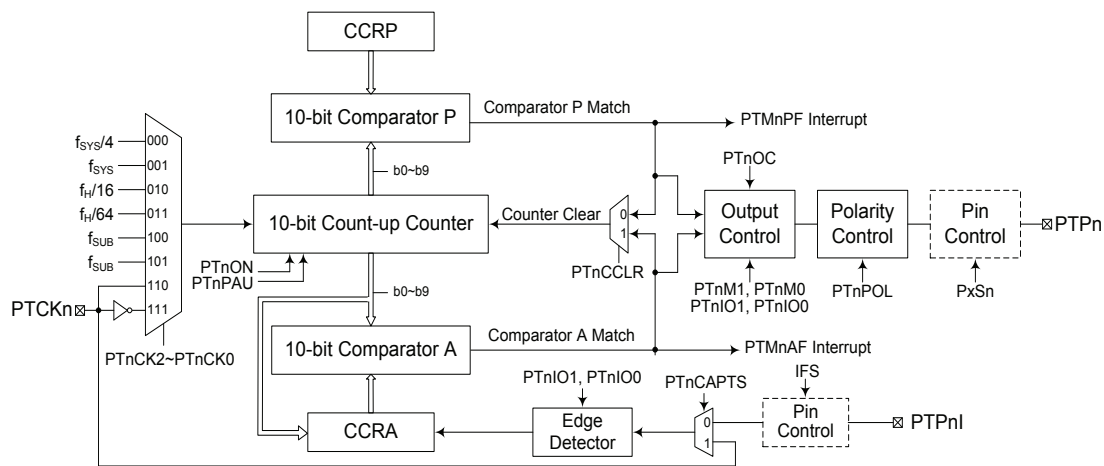 CCRP
10-bit Comparator P
Comparator P Match
PTMnPF Interrupt
fSYS/4
000
fSYS
001
fH/16
010
fH/64
011
fSUB
100
fSUB
101
110
111
b0~b9
10-bit Count-up Counter
Counter Clear
0
1
PTnCCLR
PTnOC
Output
Control
Polarity
Control
Pin
Control
PTPn
PTnON
PTnPAU
PTnM1, PTnM0
PTnIO1, PTnIO0
PTnPOL
PxSn
b0~b9
PTCKn
PTnCK2~PTnCK0
10-bit Comparator A
Comparator A Match
PTMnAF Interrupt
PTnIO1, PTnIO0
PTnCAPTS
IFS
CCRA
Edge
Detector
0
1
Pin
Control
PTPnI